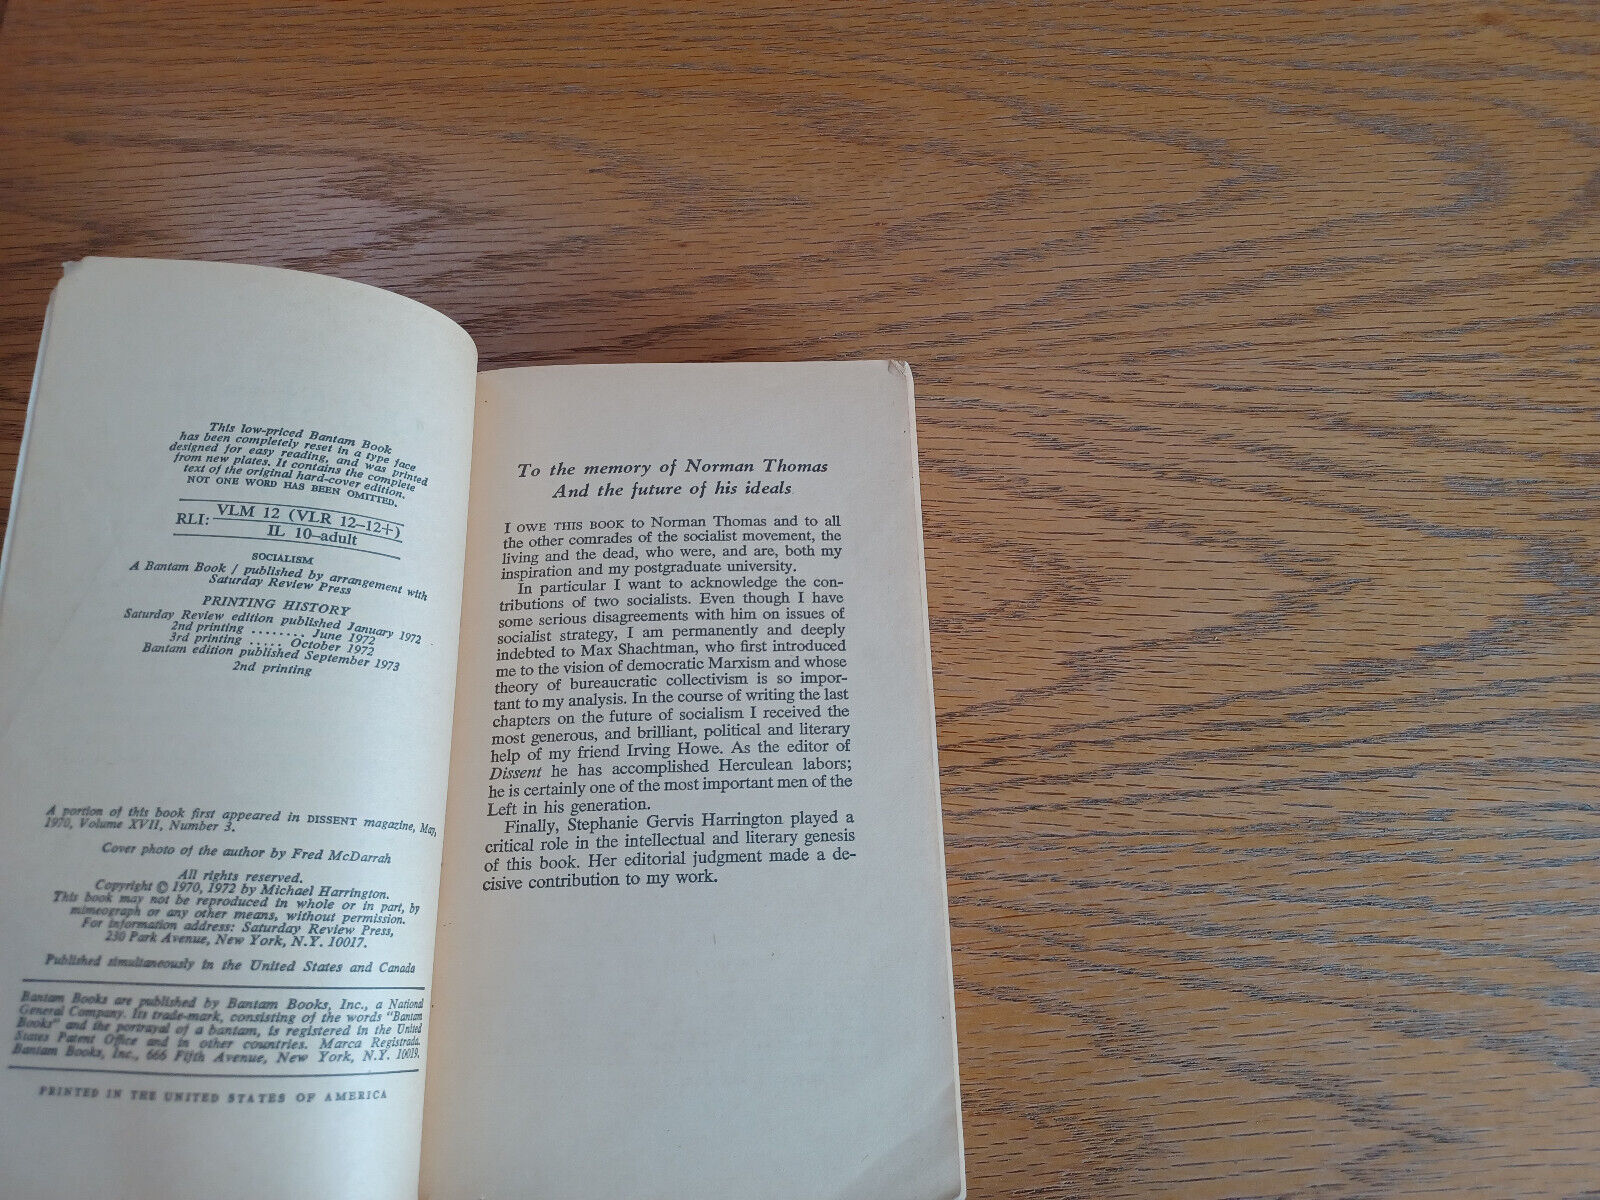 This low-priced Bantam Book
has been completely reset in a type face
designed for easy reading, and was printed
from new plates. It contains the complete
text of the original hard-cover edition.
NOT ONE WORD HAS BEEN OMITTED.
RLI: VLM 12 (VLR 12–12+)
IL 10–adult
SOCIALISM
A Bantam Book / published by arrangement with
Saturday Review Press
PRINTING HISTORY
Saturday Review edition published January 1972
2nd printing ........ June 1972
3rd printing ..... October 1972
Bantam edition published September 1973
2nd printing
A portion of this book first appeared in DISSENT magazine, May,
1970, Volume XVII, Number 3.
Cover photo of the author by Fred McDarrah
All rights reserved.
Copyright © 1970, 1972 by Michael Harrington.
This book may not be reproduced in whole or in part, by
mimeograph or any other means, without permission.
For information address: Saturday Review Press,
230 Park Avenue, New York, N.Y. 10017.
Published simultaneously in the United States and Canada
Bantam Books are published by Bantam Books, Inc., a National
General Company. Its trade-mark, consisting of the words "Bantam
Books" and the portrayal of a bantam, is registered in the United
States Patent Office and in other countries. Marca Registrada.
Bantam Books, Inc., 666 Fifth Avenue, New York, N.Y. 10019.
PRINTED IN THE UNITED STATES OF AMERICA
To the memory of Norman Thomas
And the future of his ideals
I OWE THIS BOOK to Norman Thomas and to all
the other comrades of the socialist movement, the
living and the dead, who were, and are, both my
inspiration and my postgraduate university.
In particular I want to acknowledge the con-
tributions of two socialists. Even though I have
some serious disagreements with him on issues of
socialist strategy, I am permanently and deeply
indebted to Max Shachtman, who first introduced
me to the vision of democratic Marxism and whose
theory of bureaucratic collectivism is so impor-
tant to my analysis. In the course of writing the last
chapters on the future of socialism I received the
most generous, and brilliant, political and literary
help of my friend Irving Howe. As the editor of
Dissent he has accomplished Herculean labors;
he is certainly one of the most important men of the
Left in his generation.
Finally, Stephanie Gervis Harrington played a
critical role in the intellectual and literary genesis
of this book. Her editorial judgment made a de-
cisive contribution to my work.